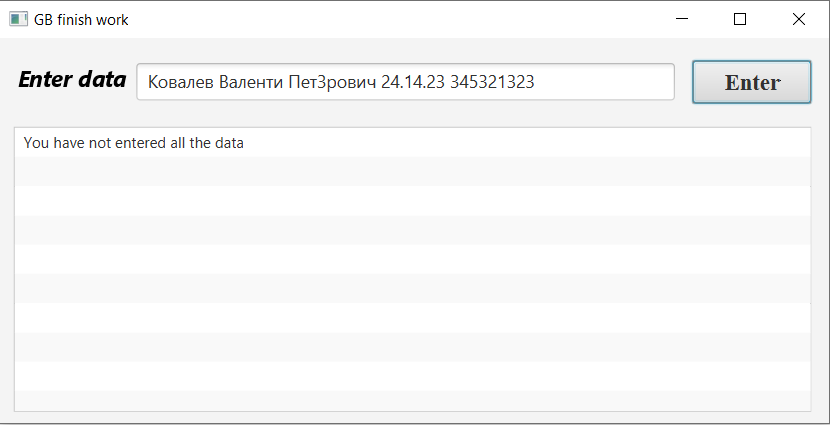 GB finish work
Enter data Ковалев Валенти Пет3рович 24.14.23 345321323 Enter
You have not entered all the data